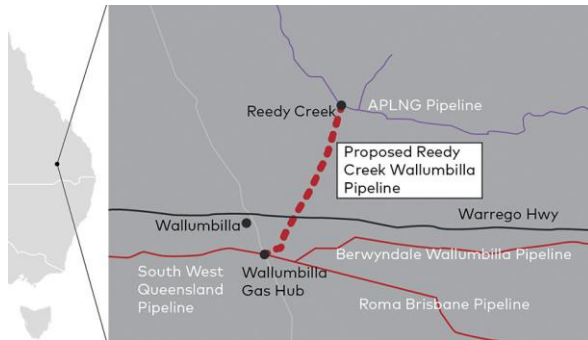 Reedy Creek
APLNG Pipeline
Proposed Reedy
Creek Wallumbilla
Pipeline
Warrego Hwy
Wallumbilla
Berwyndale Wallumbilla Pipeline
South West
Queensland
Pipeline
Wallumbilla
Gas Hub
Roma Brisbane Pipeline